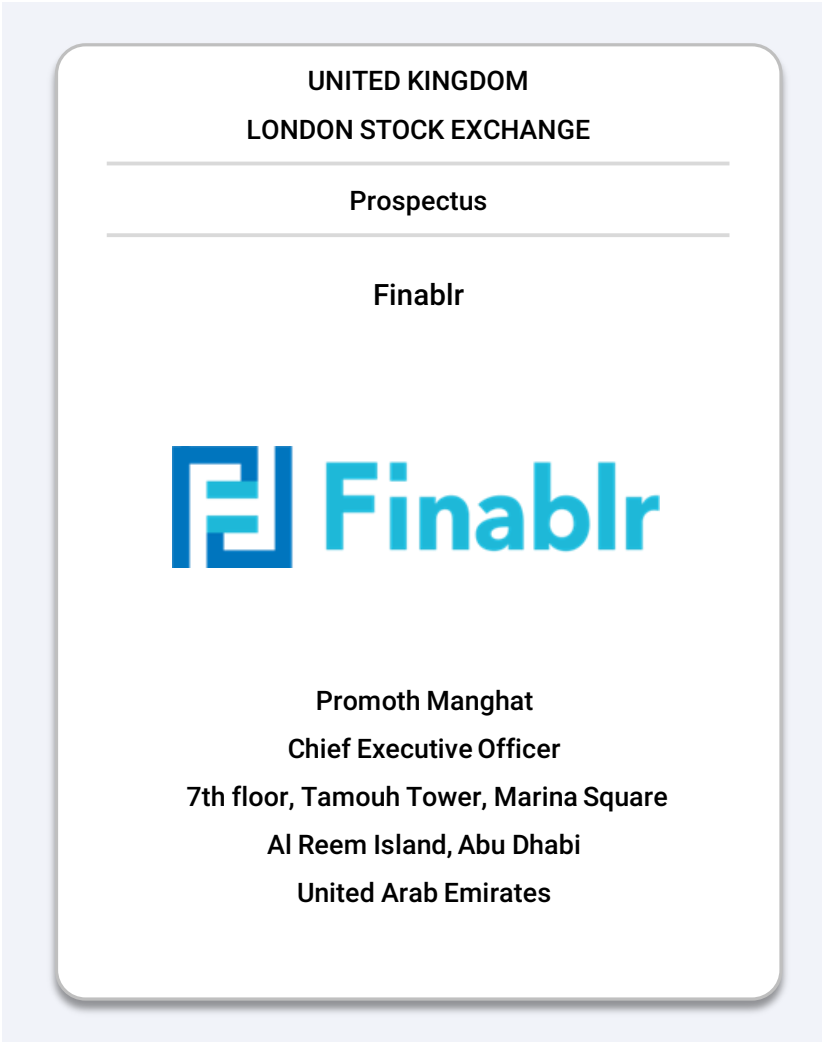 UNITED KINGDOM
LONDON STOCK EXCHANGE
Prospectus
Finablr
Finablr
Promoth Manghat
Chief Executive Officer
7th floor, Tamouh Tower, Marina Square
Al Reem Island, Abu Dhabi
United Arab Emirates